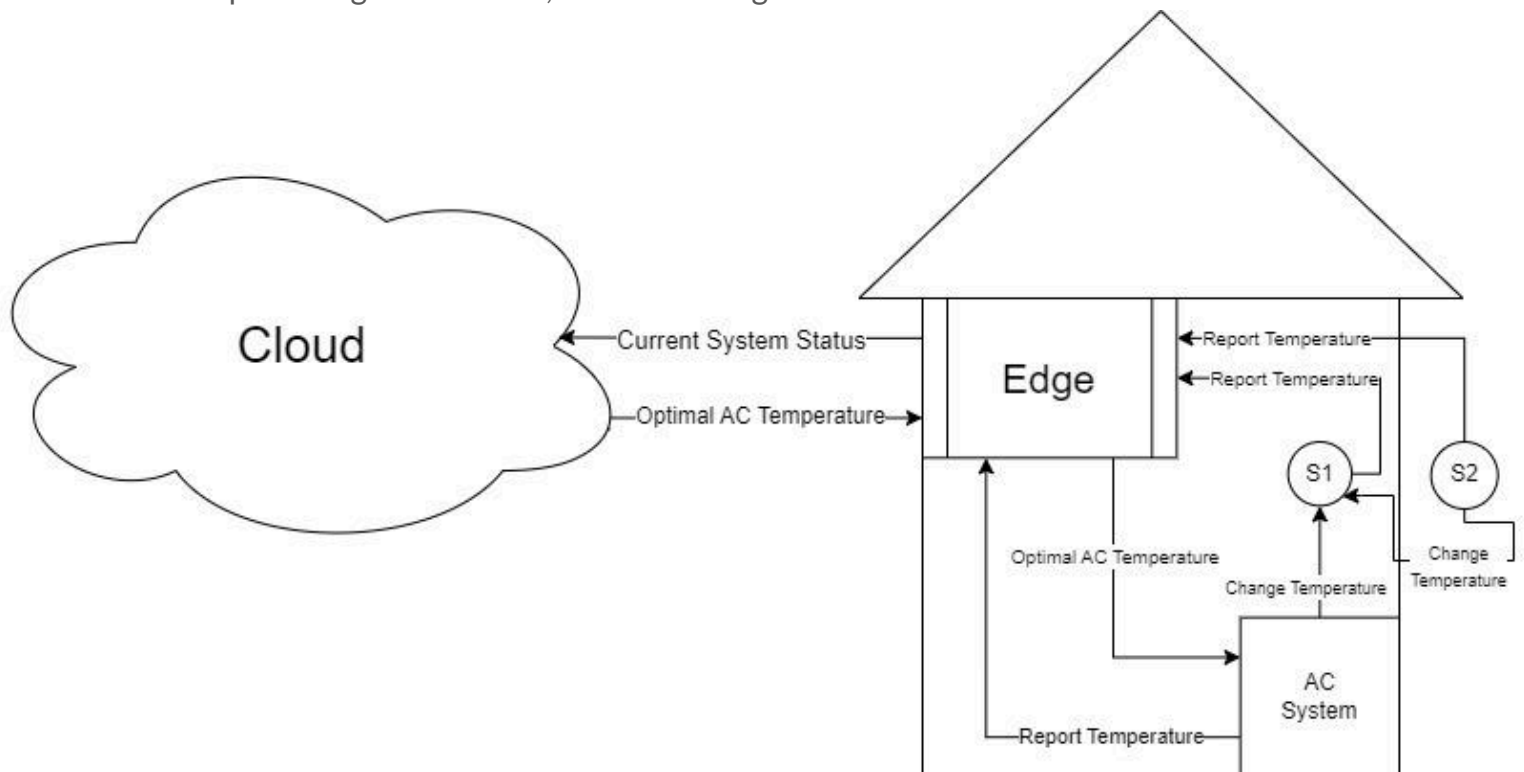 Cloud
Current System Status
Optimal AC Temperature
Edge
Report Temperature
Report Temperature
S1
S2
Optimal AC Temperature
Change Temperature
Change
Temperature
AC
System
Report Temperature